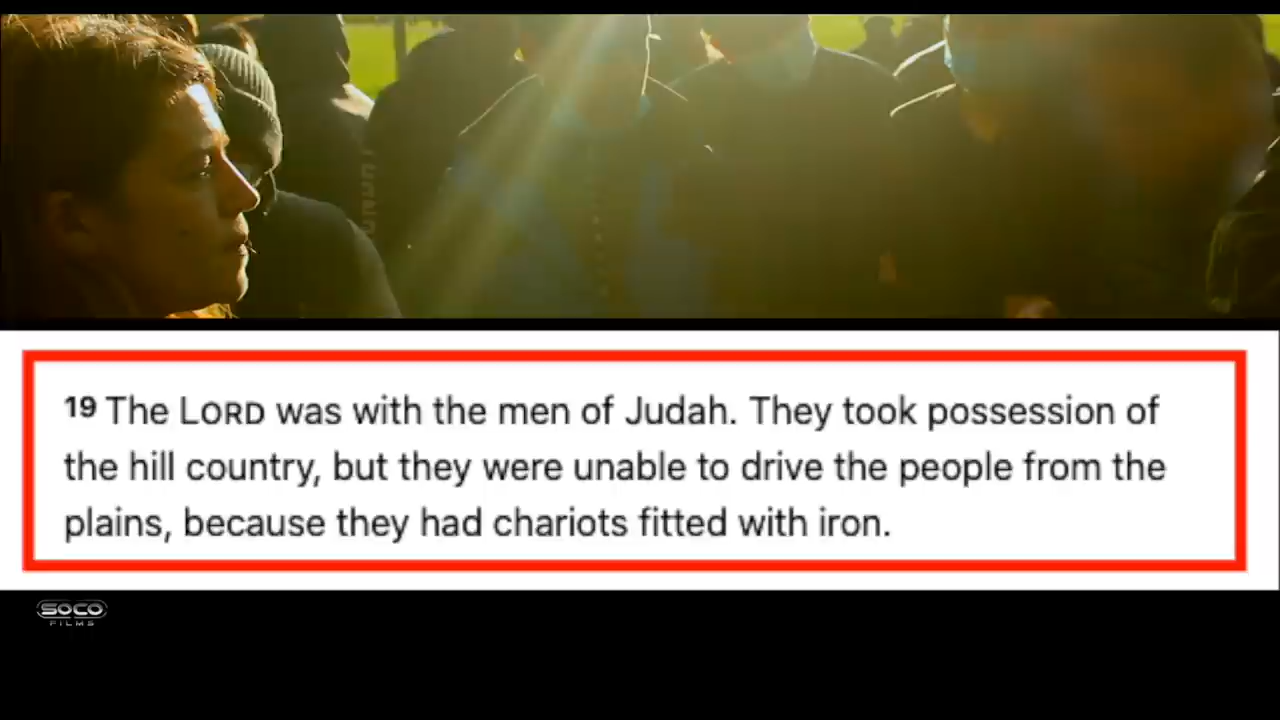 19 The LORD was with the men of Judah. They took possession of
the hill country, but they were unable to drive the people from the
plains, because they had chariots fitted with iron.
SOCO
FILMS